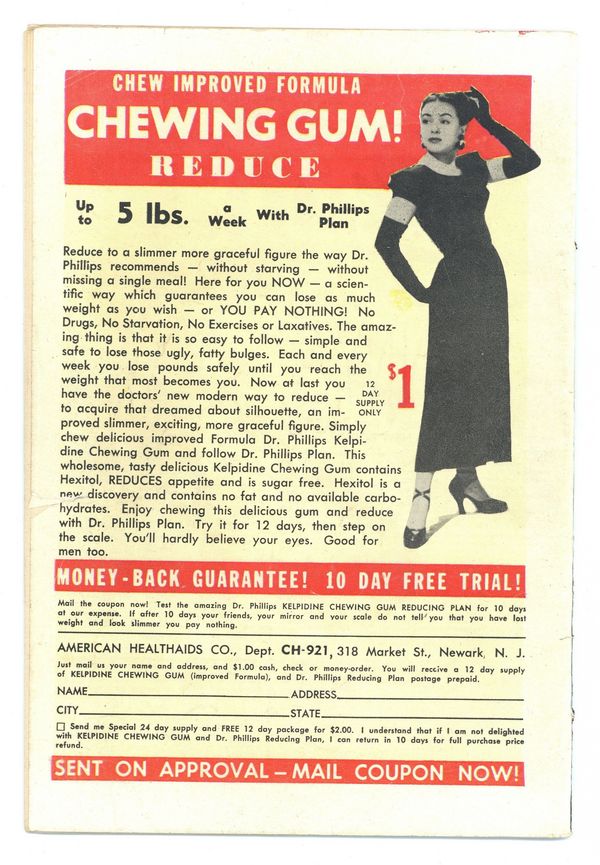 CHEW IMPROVED FORMULA
CHEWING GUM!
REDUCE
Up to 5 lbs. a Week With Dr. Phillips Plan
Reduce to a slimmer more graceful figure the way Dr.
Phillips recommends — without starving — without
missing a single meal! Here for you NOW — a scien-
tific way which guarantees you can lose as much
weight as you wish — or YOU PAY NOTHING! No
Drugs, No Starvation, No Exercises or Laxatives. The amaz-
ing thing is that it is so easy to follow — simple and
safe to lose those ugly, fatty bulges. Each and every
week you lose pounds safely until you reach the
weight that most becomes you. Now at last you
have the doctors' new modern way to reduce —
to acquire that dreamed about silhouette, an im-
proved slimmer, exciting, more graceful figure. Simply
chew delicious improved Formula Dr. Phillips Kelpi-
dine Chewing Gum and follow Dr. Phillips Plan. This
wholesome, tasty delicious Kelpidine Chewing Gum contains
Hexitol, REDUCES appetite and is sugar free. Hexitol is a
new discovery and contains no fat and no available carbo-
hydrates. Enjoy chewing this delicious gum and reduce
with Dr. Phillips Plan. Try it for 12 days, then step on
the scale. You'll hardly believe your eyes. Good for
men too.
12
DAY
SUPPLY
ONLY
$1
MONEY-BACK GUARANTEE! 10 DAY FREE TRIAL!
Mail the coupon now! Test the amazing Dr. Phillips KELPIDINE CHEWING GUM REDUCING PLAN for 10 days
at our expense. If after 10 days your friends, your mirror and your scale do not tell you that you have lost
weight and look slimmer you pay nothing.
AMERICAN HEALTHAIDS CO., Dept. CH-921, 318 Market St., Newark, N. J.
Just mail us your name and address, and $1.00 cash, check or money-order. You will receive a 12 day supply
of KELPIDINE CHEWING GUM (improved Formula), and Dr. Phillips Reducing Plan postage prepaid.
NAME ADDRESS
CITY STATE
☐ Send me Special 24 day supply and FREE 12 day package for $2.00. I understand that if I am not delighted
with KELPIDINE CHEWING GUM and Dr. Phillips Reducing Plan, I can return in 10 days for full purchase price
refund.
SENT ON APPROVAL—MAIL COUPON NOW!